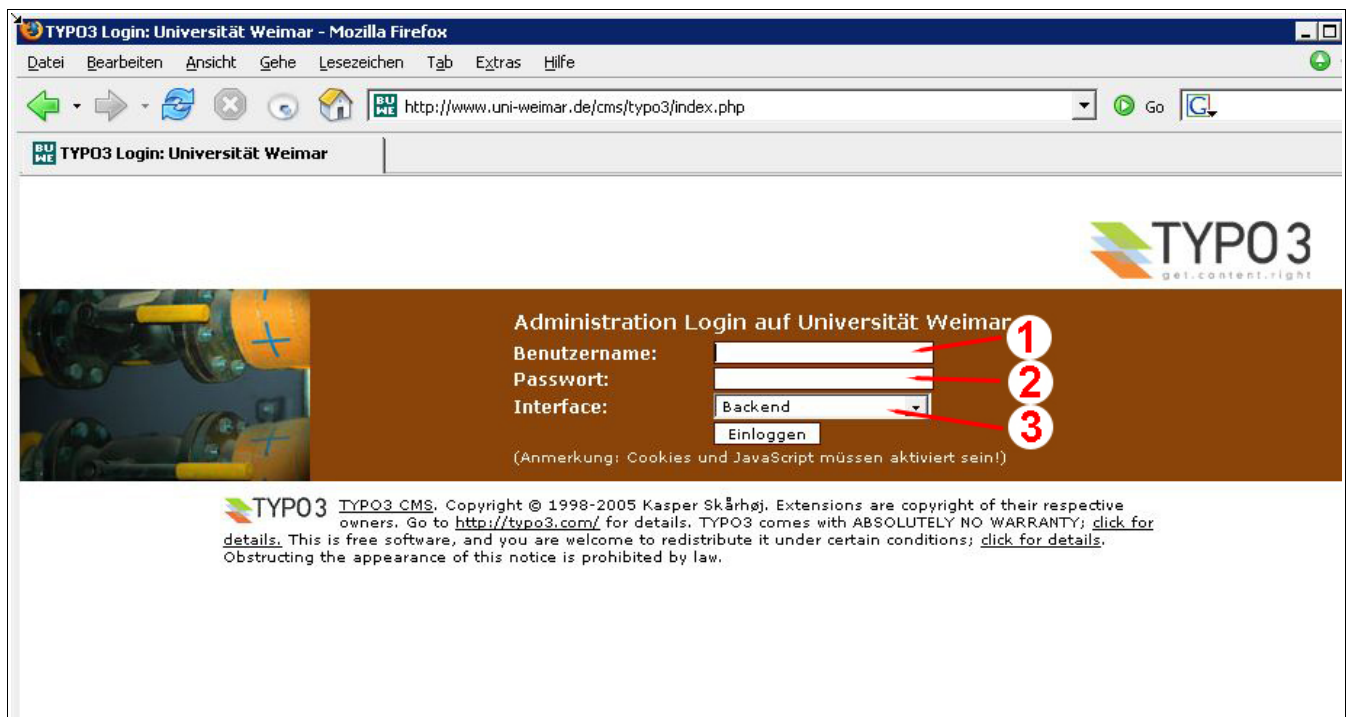 TYPO3 Login: Universität Weimar - Mozilla Firefox
Datei Bearbeiten Ansicht Gehe Lesezeichen Tab Extras Hilfe
BU WE http://www.uni-weimar.de/cms/typo3/index.php Go G
BU WE TYPO3 Login: Universität Weimar
TYPO3
get.content.right
Administration Login auf Universität Weimar
Benutzername: 1
Passwort: 2
Interface: Backend 3
Einloggen
(Anmerkung: Cookies und JavaScript müssen aktiviert sein!)
TYPO3 TYPO3 CMS. Copyright © 1998-2005 Kasper Skårhøj. Extensions are copyright of their respective
owners. Go to http://typo3.com/ for details. TYPO3 comes with ABSOLUTELY NO WARRANTY; click for
details. This is free software, and you are welcome to redistribute it under certain conditions; click for details.
Obstructing the appearance of this notice is prohibited by law.